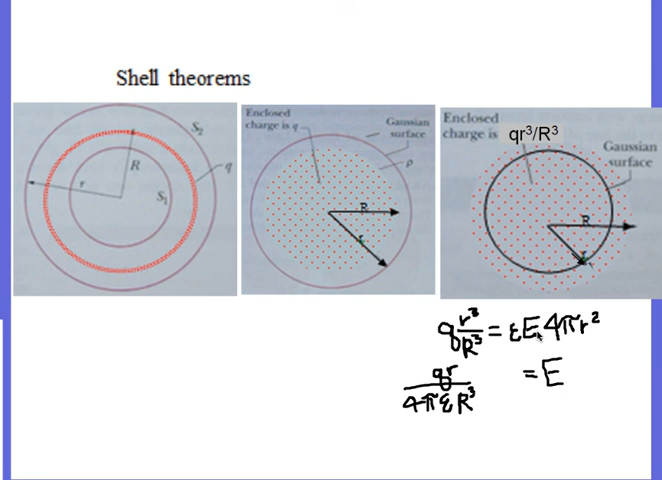 Shell theorems
S₂
R
q
r
S₁
Enclosed
charge is q
Gaussian
surface
ρ
R
r
Enclosed
charge is qr³/R³
Gaussian
surface
R
r
q r³/R³ = εE4πr²
qr/4πεR³ = E